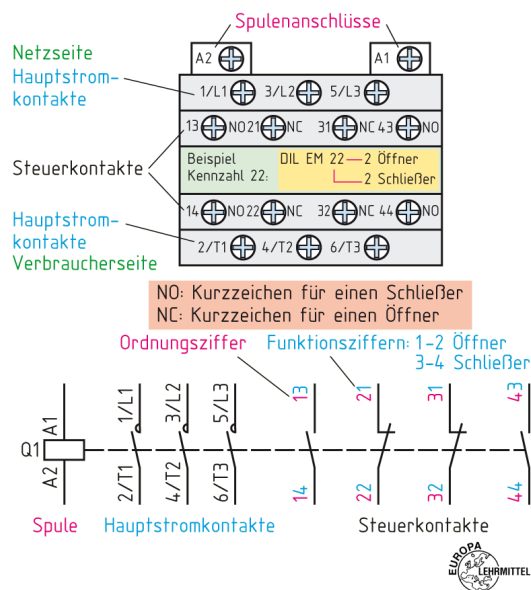 Spulenanschlüsse
A2 A1
Netzseite
Hauptstrom-
kontakte
1/L1 3/L2 5/L3
13 NO 21 NC 31 NC 43 NO
Steuerkontakte
Beispiel DIL EM 22 2 Öffner
Kennzahl 22: 2 Schließer
14 NO 22 NC 32 NC 44 NO
Hauptstrom-
kontakte
Verbraucherseite
2/T1 4/T2 6/T3
NO: Kurzzeichen für einen Schließer
NC: Kurzzeichen für einen Öffner
Ordnungsziffer Funktionsziffern: 1-2 Öffner
3-4 Schließer
A1 1/L1 3/L2 5/L3 13 21 31 43
Q1
A2 2/T1 4/T2 6/T3 14 22 32 44
Spule Hauptstromkontakte Steuerkontakte
EUROPA
LEHRMITTEL